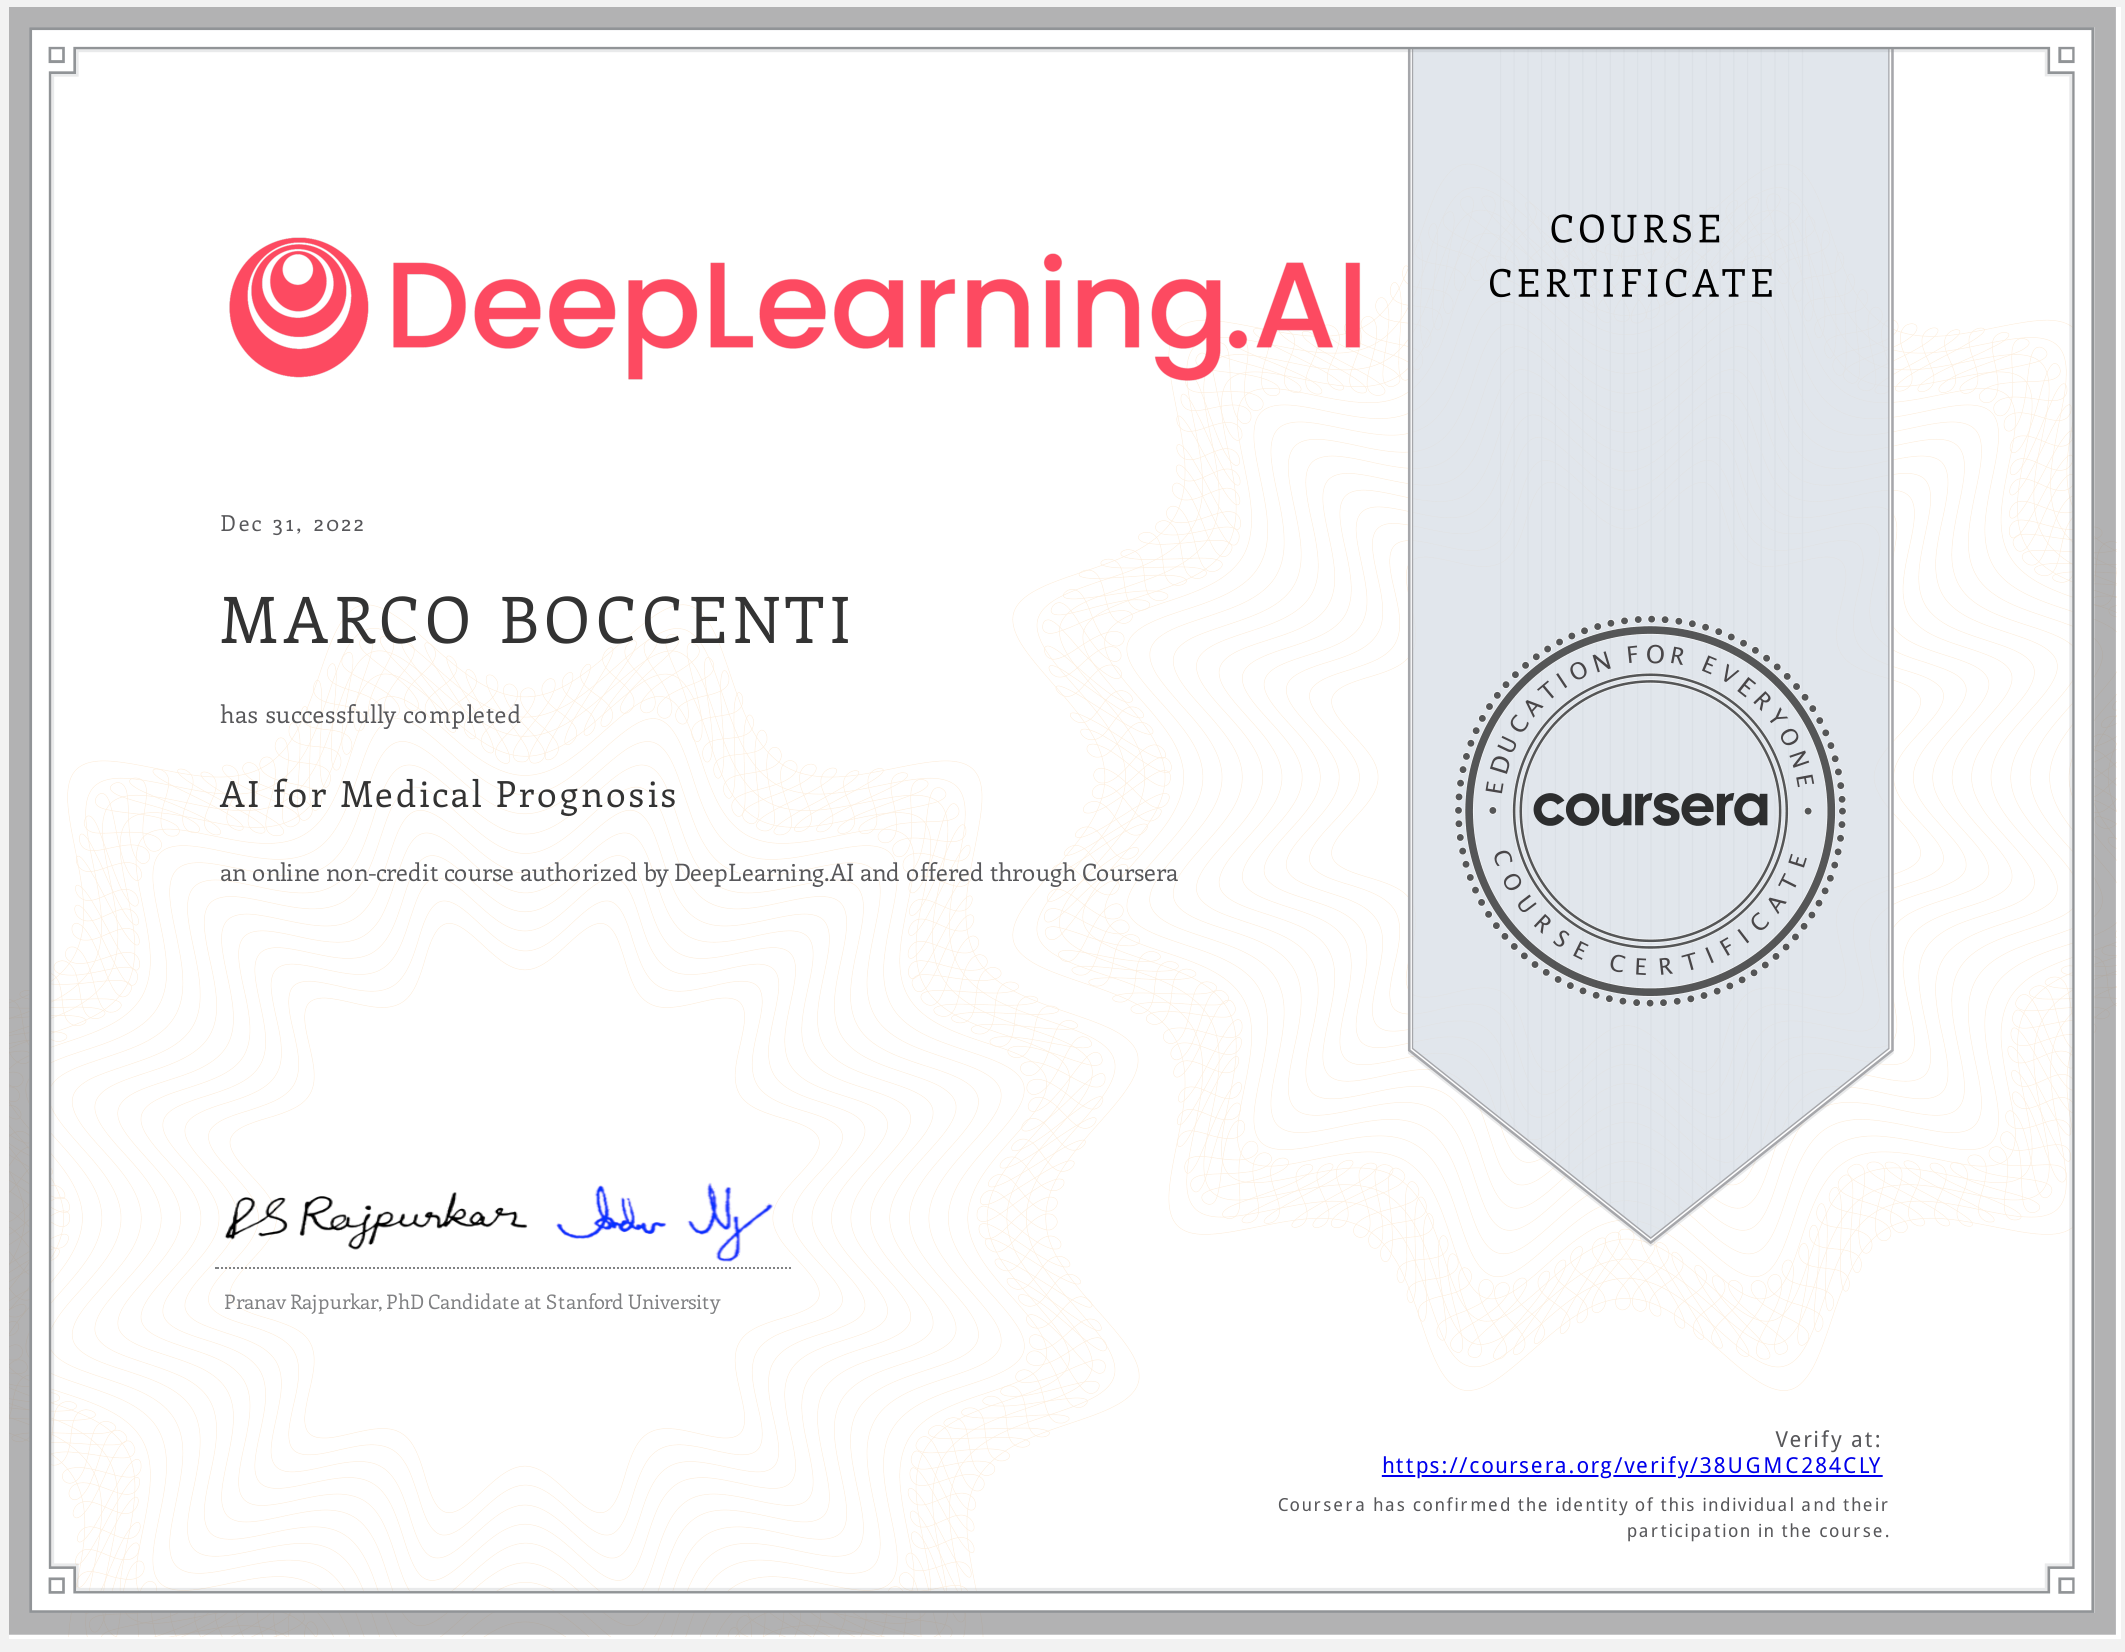 DeepLearning.AI
COURSE
CERTIFICATE
Dec 31, 2022
MARCO BOCCENTI
has successfully completed
AI for Medical Prognosis
an online non-credit course authorized by DeepLearning.AI and offered through Coursera
EDUCATION FOR EVERYONE
coursera
COURSE CERTIFICATE
PS Rajpurkar Andrew Ng
Pranav Rajpurkar, PhD Candidate at Stanford University
Verify at:
https://coursera.org/verify/38UGMC284CLY
Coursera has confirmed the identity of this individual and their
participation in the course.